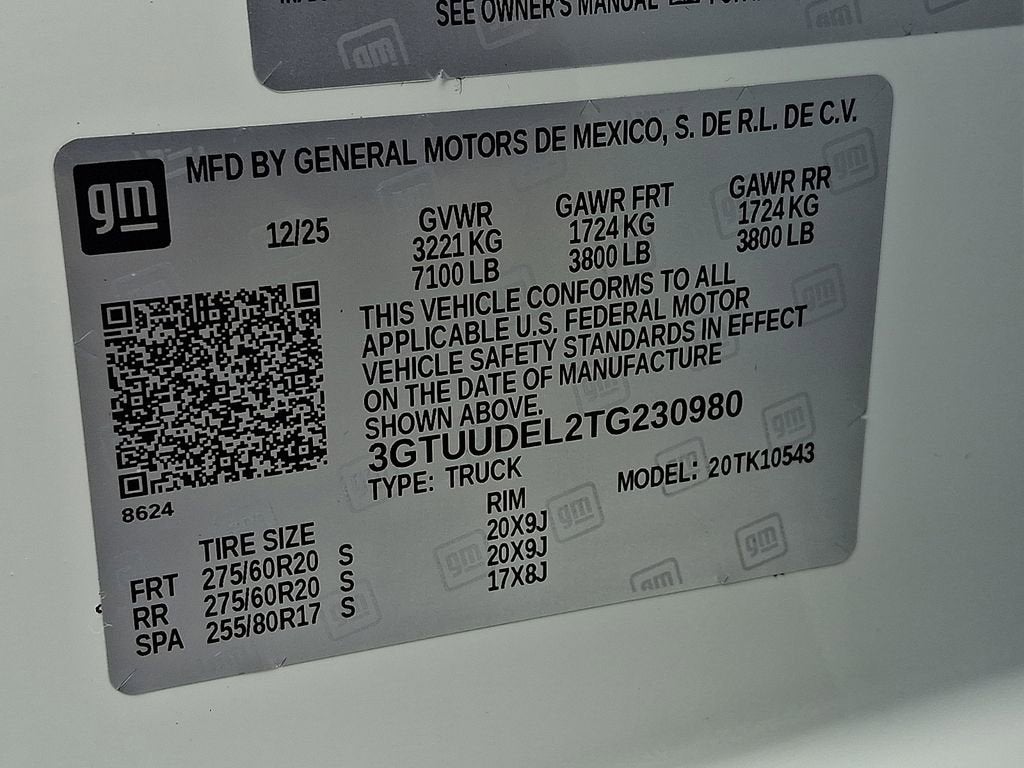 SEE OWNER'S MANUAL
gm
MFD BY GENERAL MOTORS DE MEXICO, S. DE R.L. DE C.V.
12/25
GVWR
3221 KG
7100 LB
GAWR FRT
1724 KG
3800 LB
GAWR RR
1724 KG
3800 LB
THIS VEHICLE CONFORMS TO ALL
APPLICABLE U.S. FEDERAL MOTOR
VEHICLE SAFETY STANDARDS IN EFFECT
ON THE DATE OF MANUFACTURE
SHOWN ABOVE.
3GTUUDEL2TG230980
TYPE: TRUCK
MODEL: 20TK10543
8624
TIRE SIZE RIM
FRT 275/60R20 S 20X9J
RR 275/60R20 S 20X9J
SPA 255/80R17 S 17X8J